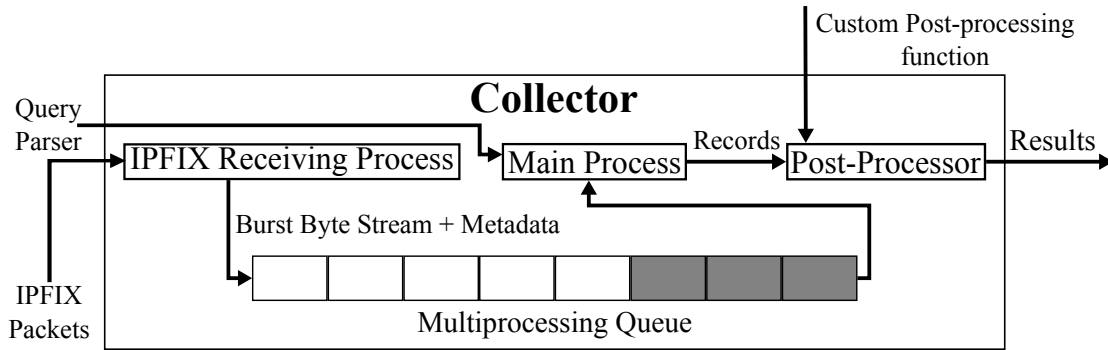 Custom Post-processing
function
Collector
Query
Parser
IPFIX Receiving Process
Main Process
Records
Post-Processor
Results
Burst Byte Stream + Metadata
IPFIX
Packets
Multiprocessing Queue